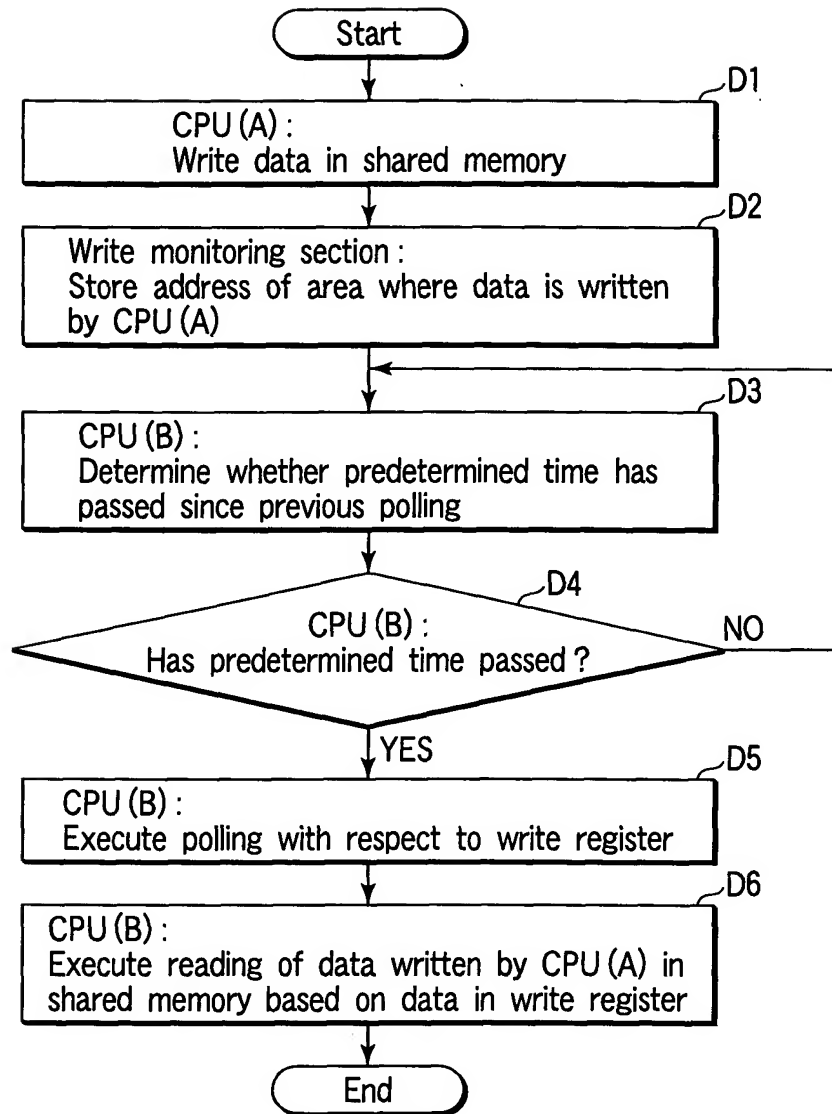 Start
D1
CPU(A):
Write data in shared memory
D2
Write monitoring section:
Store address of area where data is written
by CPU(A)
D3
CPU(B):
Determine whether predetermined time has
passed since previous polling
D4
CPU(B):
Has predetermined time passed?
NO
YES
D5
CPU(B):
Execute polling with respect to write register
D6
CPU(B):
Execute reading of data written by CPU(A) in
shared memory based on data in write register
End